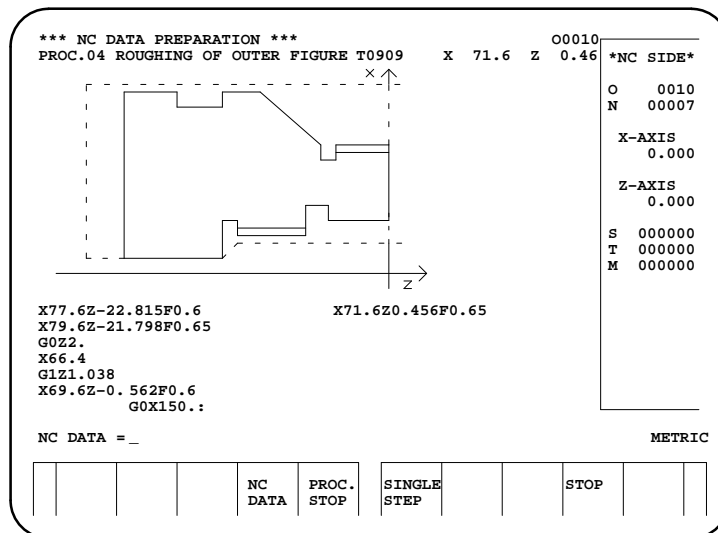 *** NC DATA PREPARATION *** O0010
PROC.04 ROUGHING OF OUTER FIGURE T0909 X 71.6 Z 0.46
*NC SIDE*
O 0010
N 00007
X-AXIS
0.000
Z-AXIS
0.000
S 000000
T 000000
M 000000
X
Z
X77.6Z-22.815F0.6 X71.6Z0.456F0.65
X79.6Z-21.798F0.65
G0Z2.
X66.4
G1Z1.038
X69.6Z-0. 562F0.6
G0X150.:
NC DATA =_ METRIC
NC DATA
PROC. STOP
SINGLE STEP
STOP